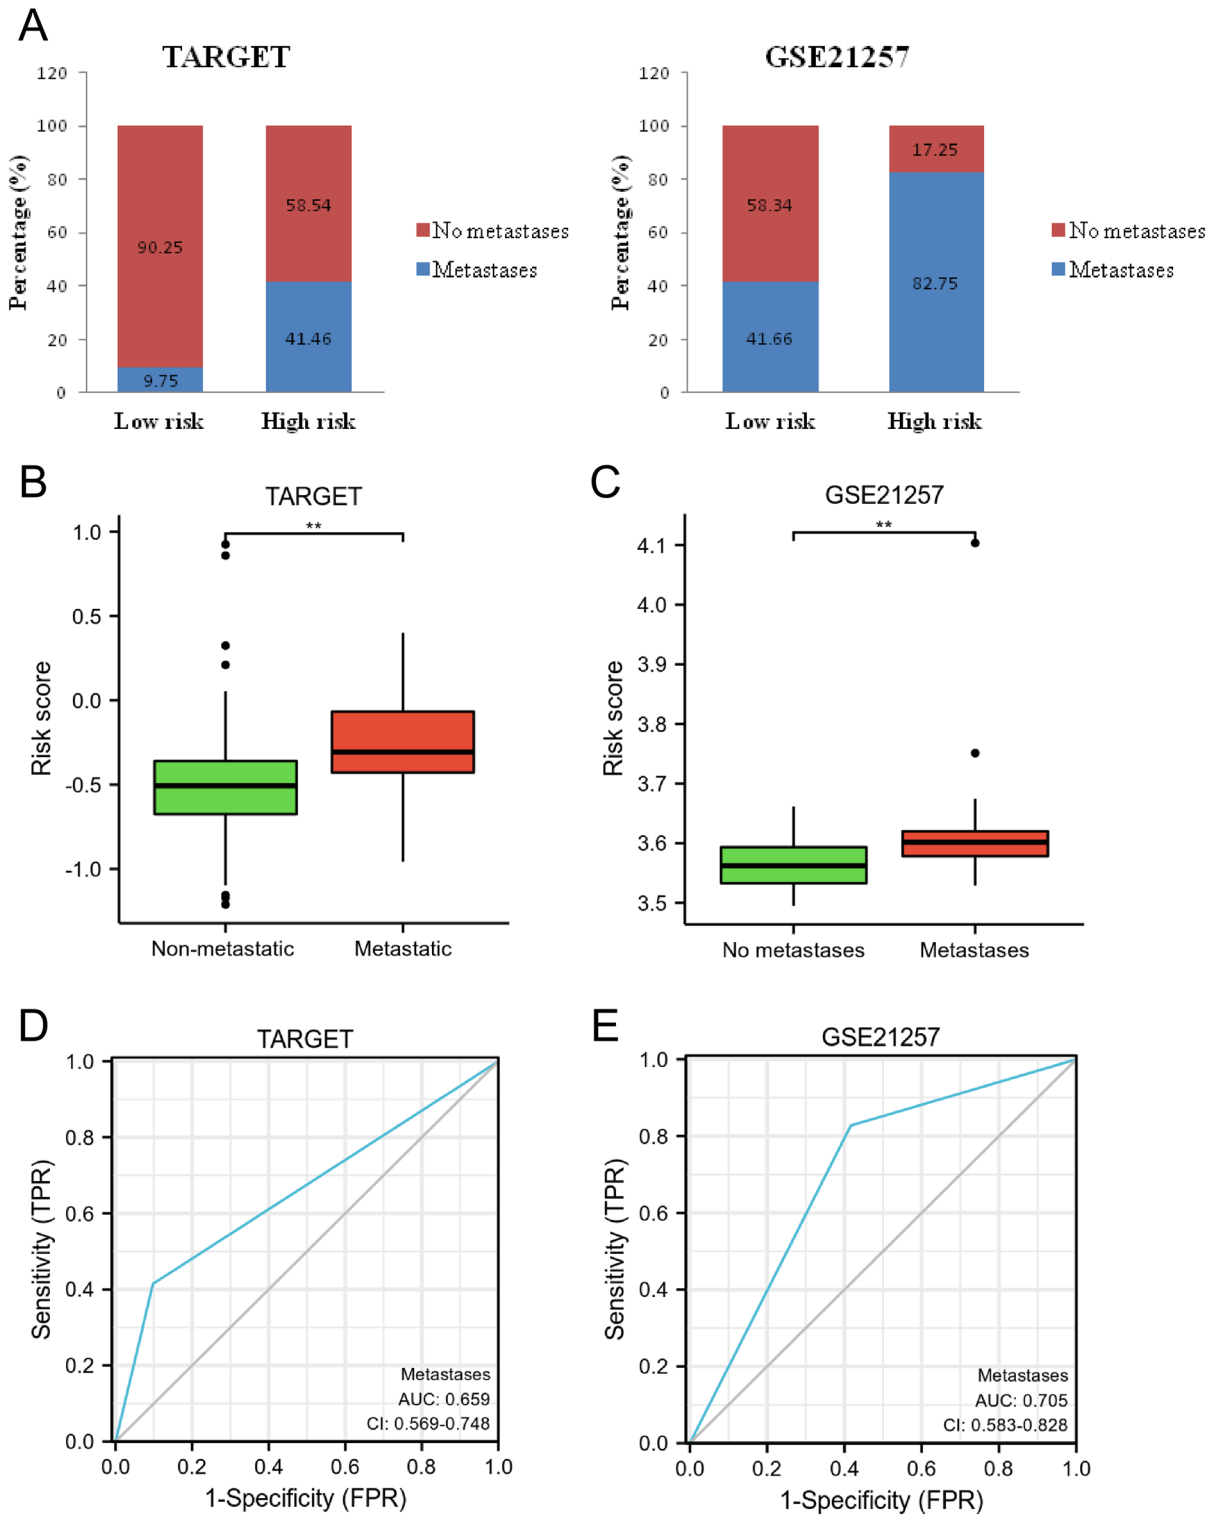 A
TARGET
120
100
80
60
40
20
0
Percentage (%)
90.25
9.75
58.54
41.46
Low risk
High risk
No metastases
Metastases
GSE21257
120
100
80
60
40
20
0
Percentage (%)
58.34
41.66
17.25
82.75
Low risk
High risk
No metastases
Metastases
B
TARGET
**
1.0
0.5
0.0
-0.5
-1.0
Risk score
Non-metastatic
Metastatic
C
GSE21257
**
4.1
4.0
3.9
3.8
3.7
3.6
3.5
Risk score
No metastases
Metastases
D
TARGET
1.0
0.8
0.6
0.4
0.2
0.0
Sensitivity (TPR)
Metastases
AUC: 0.659
CI: 0.569-0.748
0.0 0.2 0.4 0.6 0.8 1.0
1-Specificity (FPR)
E
GSE21257
1.0
0.8
0.6
0.4
0.2
0.0
Sensitivity (TPR)
Metastases
AUC: 0.705
CI: 0.583-0.828
0.0 0.2 0.4 0.6 0.8 1.0
1-Specificity (FPR)